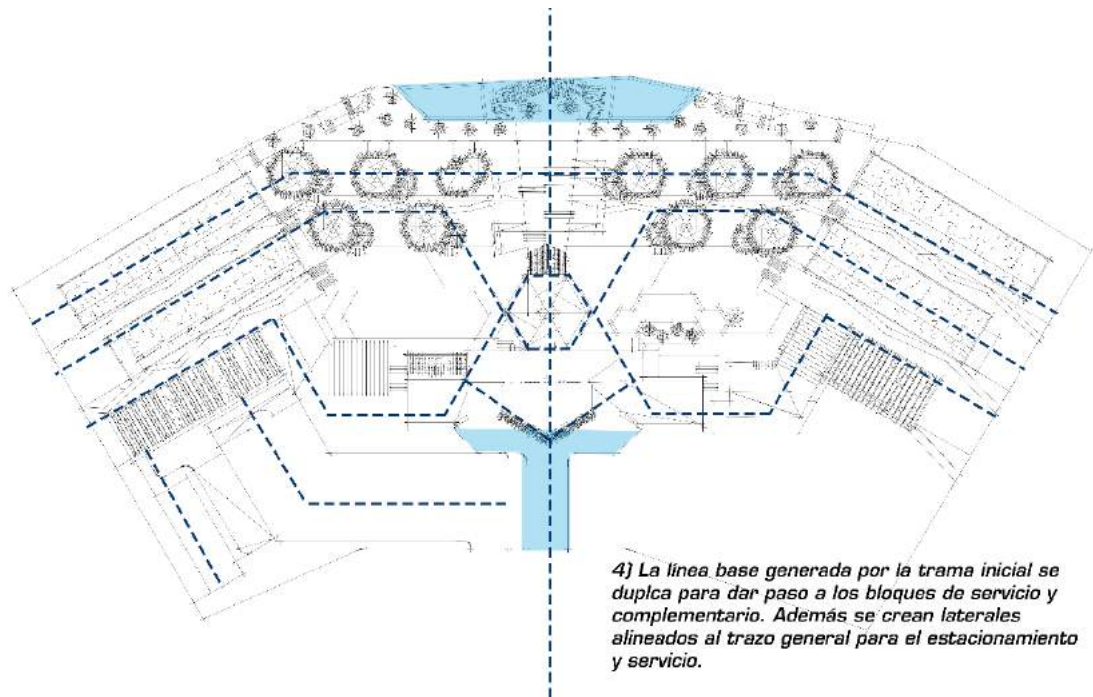 4) La línea base generada por la trama inicial se
duplca para dar paso a los bloques de servicio y
complementario. Además se crean laterales
alineados al trazo general para el estacionamiento
y servicio.